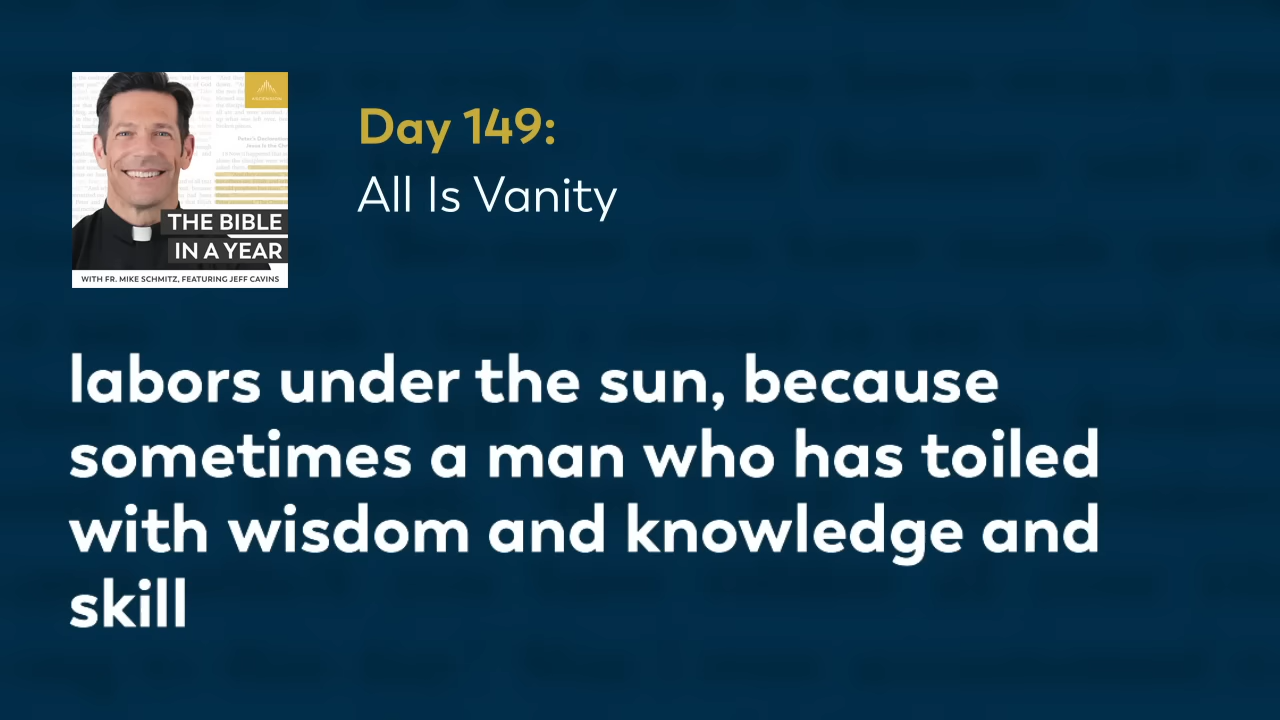 ASCENSION
THE BIBLE
IN A YEAR
WITH FR. MIKE SCHMITZ, FEATURING JEFF CAVINS
Day 149:
All Is Vanity
labors under the sun, because
sometimes a man who has toiled
with wisdom and knowledge and
skill